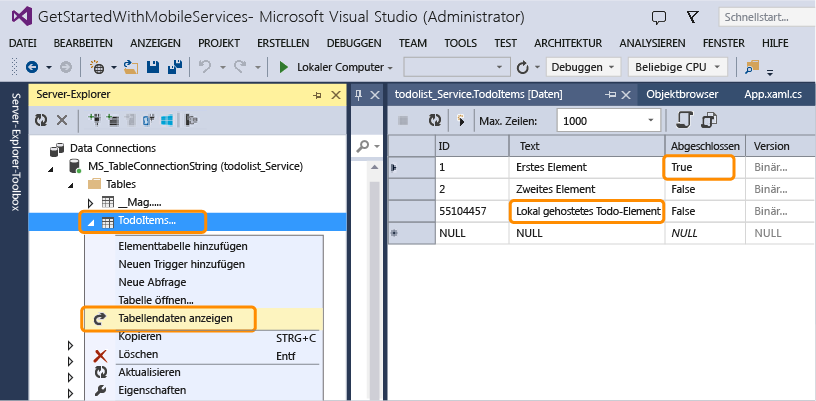 GetStartedWithMobileServices- Microsoft Visual Studio (Administrator)
Schnellstart...
DATEI BEARBEITEN ANZEIGEN PROJEKT ERSTELLEN DEBUGGEN TEAM TOOLS TEST ARCHITEKTUR ANALYSIEREN FENSTER HILFE
Lokaler Computer Debuggen Beliebige CPU
Server-Explorer-Toolbox
Server-Explorer
Data Connections
MS_TableConnectionString (todolist_Service)
Tables
__Mag.....
TodoItems...
Elementtabelle hinzufügen
Neuen Trigger hinzufügen
Neue Abfrage
Tabelle öffnen...
Tabellendaten anzeigen
Kopieren STRG+C
Löschen Entf
Aktualisieren
Eigenschaften
todolist_Service.TodoItems [Daten] Objektbrowser App.xaml.cs
Max. Zeilen: 1000
ID Text Abgeschlossen Version
1 Erstes Element True Binär...
2 Zweites Element False Binär...
55104457 Lokal gehostetes Todo-Element False Binär...
NULL NULL NULL NULL